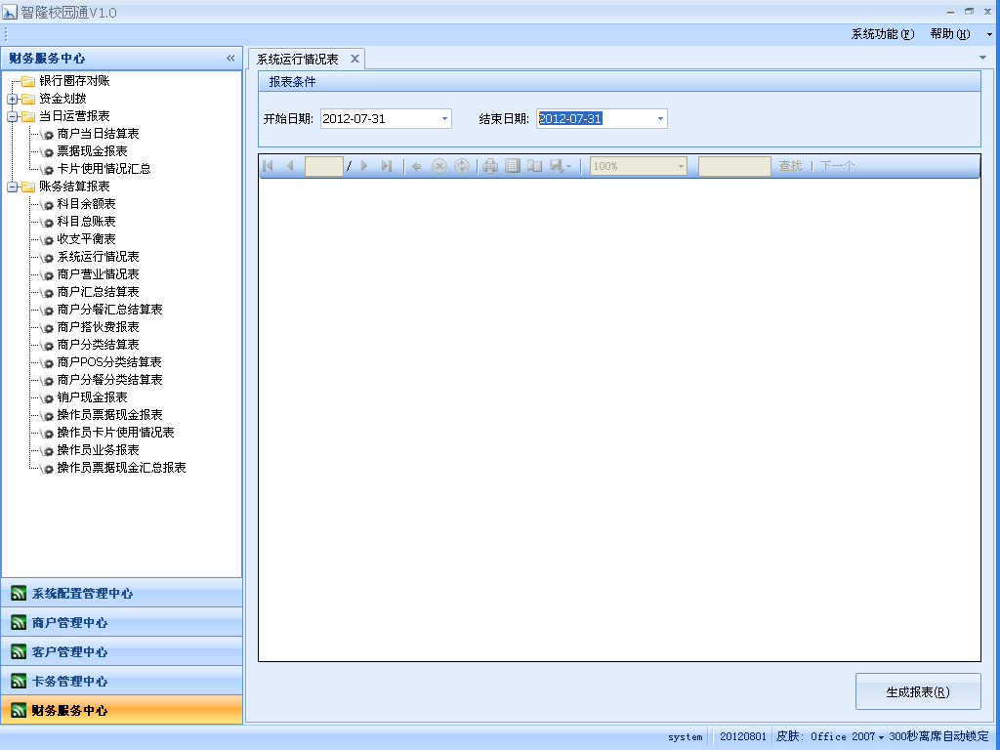 智隆校园通V1.0
系统功能(F) 帮助(H)
财务服务中心
银行圈存对账
资金划拨
当日运营报表
商户当日结算表
票据现金报表
卡片使用情况汇总
账务结算报表
科目余额表
科目总账表
收支平衡表
系统运行情况表
商户营业情况表
商户汇总结算表
商户分餐汇总结算表
商户搭伙费报表
商户分类结算表
商户POS分类结算表
商户分餐分类结算表
销户现金报表
操作员票据现金报表
操作员卡片使用情况表
操作员业务报表
操作员票据现金汇总报表
系统配置管理中心
商户管理中心
客户管理中心
卡务管理中心
财务服务中心
系统运行情况表
报表条件
开始日期: 2012-07-31 结束日期: 2012-07-31
/ 100% 查找 | 下一个
生成报表(R)
system 20120801 皮肤: Office 2007 300秒离席自动锁定